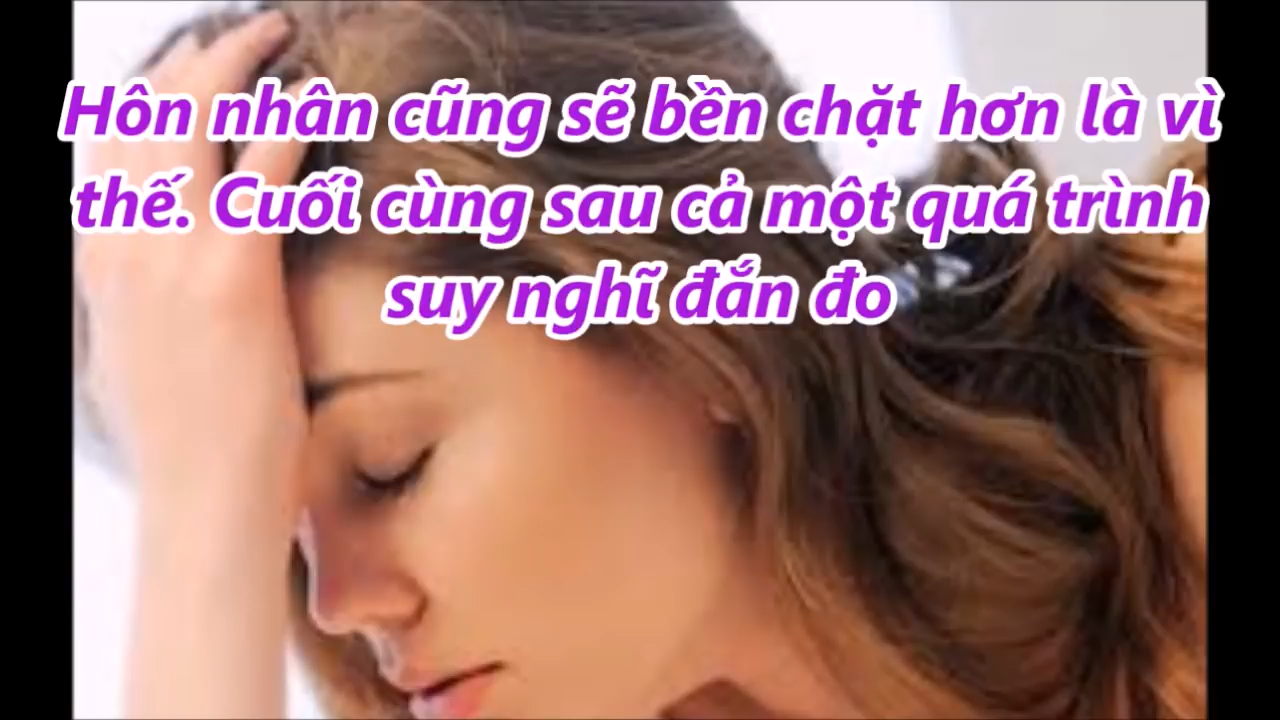 Hôn nhân cũng sẽ bền chặt hơn là vì
thế. Cuối cùng sau cả một quá trình
suy nghĩ đắn đo